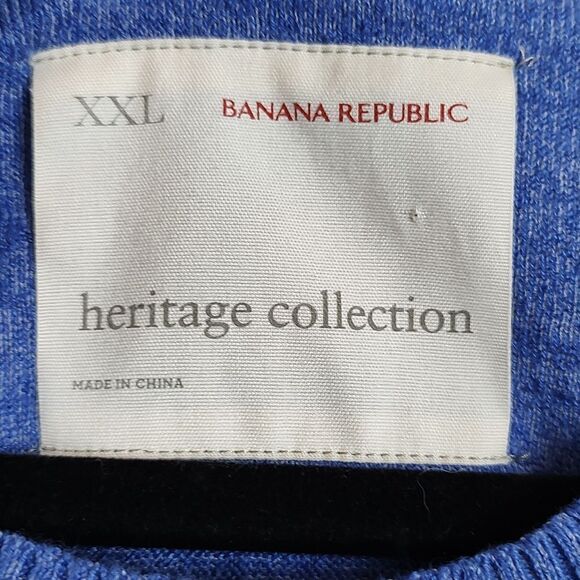 XXL BANANA REPUBLIC
heritage collection
MADE IN CHINA